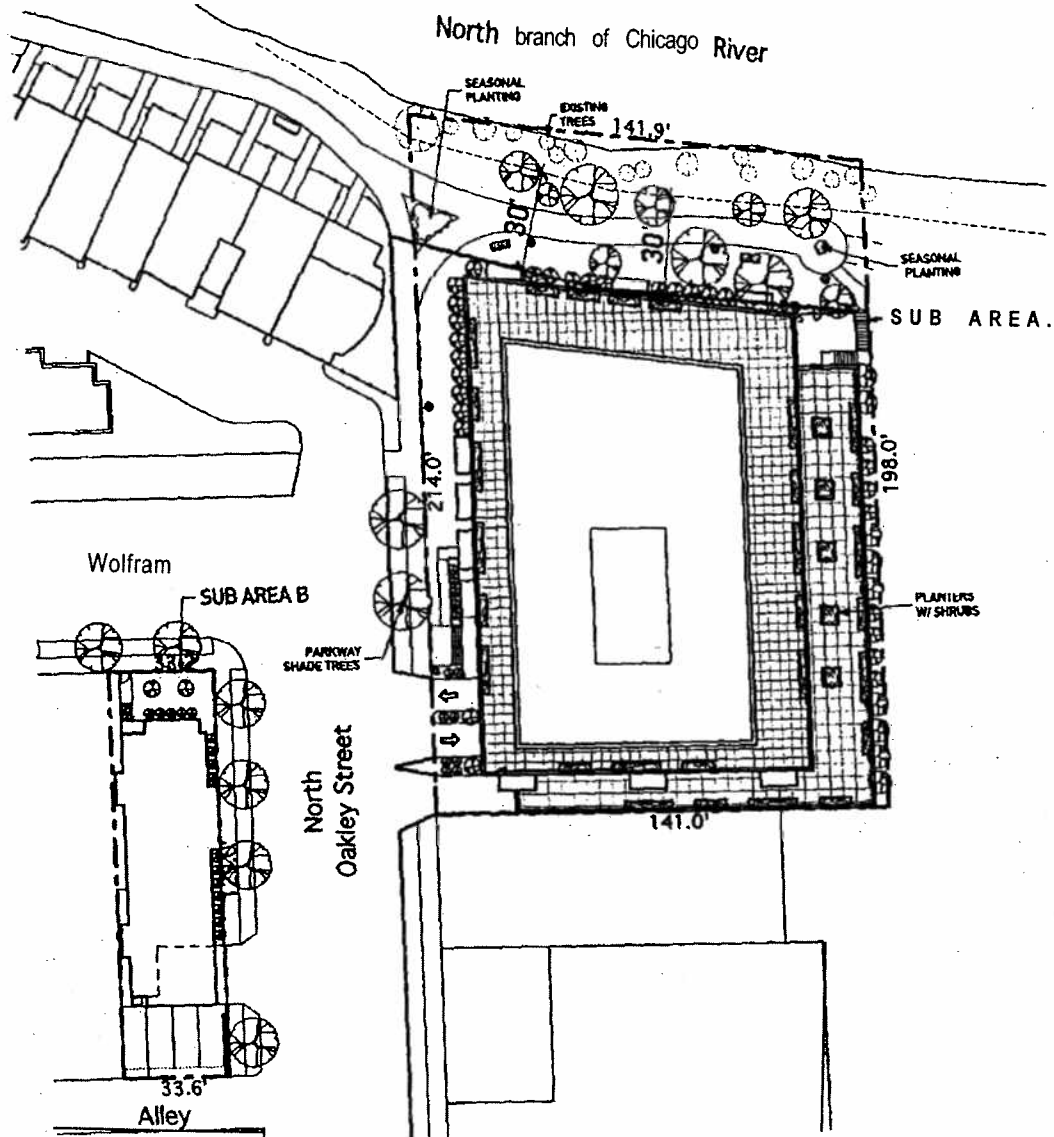 North branch of Chicago River
SEASONAL
PLANTING
EXISTING
TREES
141.9'
30'
30'
SEASONAL
PLANTING
SUB AREA.
214.0'
198.0'
Wolfram
SUB AREA B
PARKWAY
SHADE TREES
PLANTERS
W/ SHRUBS
North
Oakley Street
141.0'
33.6'
Alley